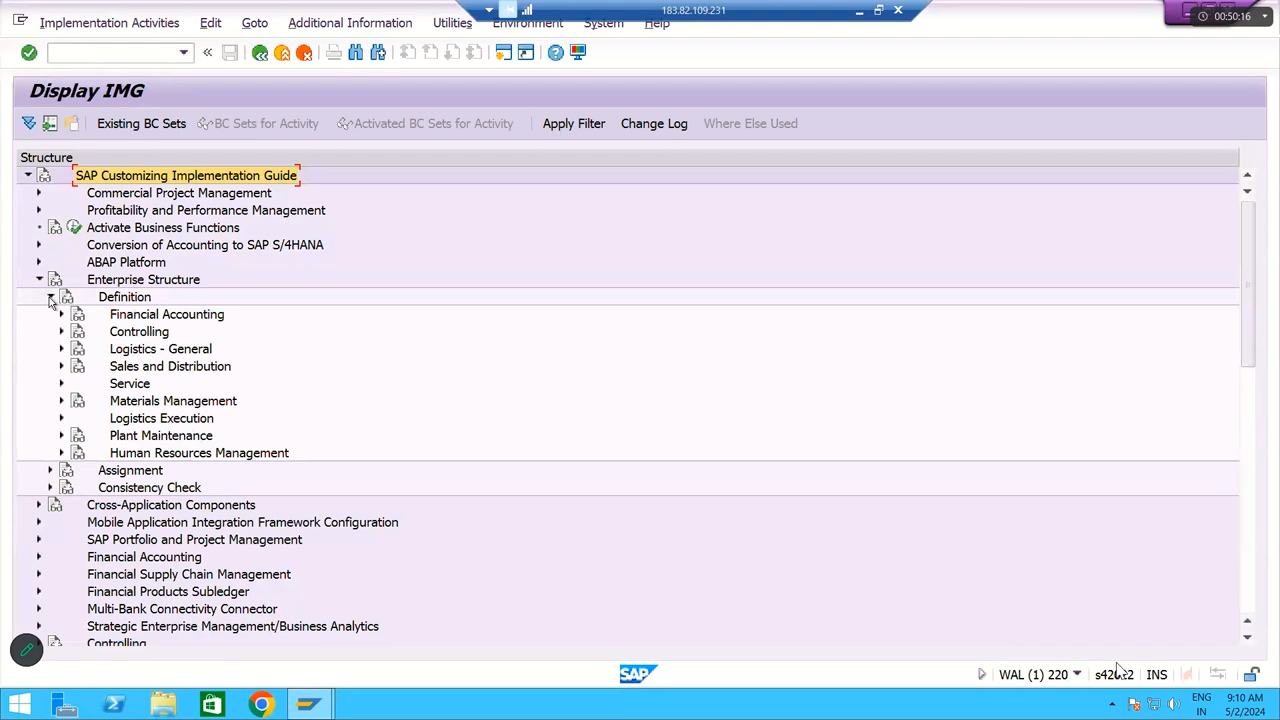 183.82.109.231
00:50:16
Implementation Activities Edit Goto Additional Information Utilities Environment System Help
Display IMG
Existing BC Sets BC Sets for Activity Activated BC Sets for Activity Apply Filter Change Log Where Else Used
Structure
SAP Customizing Implementation Guide
Commercial Project Management
Profitability and Performance Management
Activate Business Functions
Conversion of Accounting to SAP S/4HANA
ABAP Platform
Enterprise Structure
Definition
Financial Accounting
Controlling
Logistics - General
Sales and Distribution
Service
Materials Management
Logistics Execution
Plant Maintenance
Human Resources Management
Assignment
Consistency Check
Cross-Application Components
Mobile Application Integration Framework Configuration
SAP Portfolio and Project Management
Financial Accounting
Financial Supply Chain Management
Financial Products Subledger
Multi-Bank Connectivity Connector
Strategic Enterprise Management/Business Analytics
Controlling
SAP WAL (1) 220 INS
ENG 9:10 AM
IN 5/2/2024